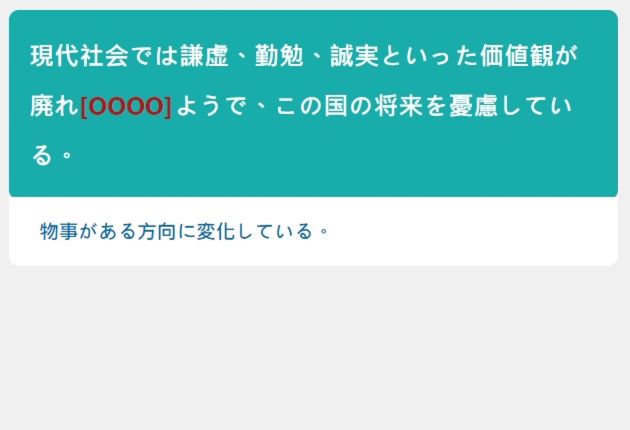 現代社会では謙虚、勤勉、誠実といった価値観が
廃れ[OOOO]ようで、この国の将来を憂慮してい
る。
物事がある方向に変化している。